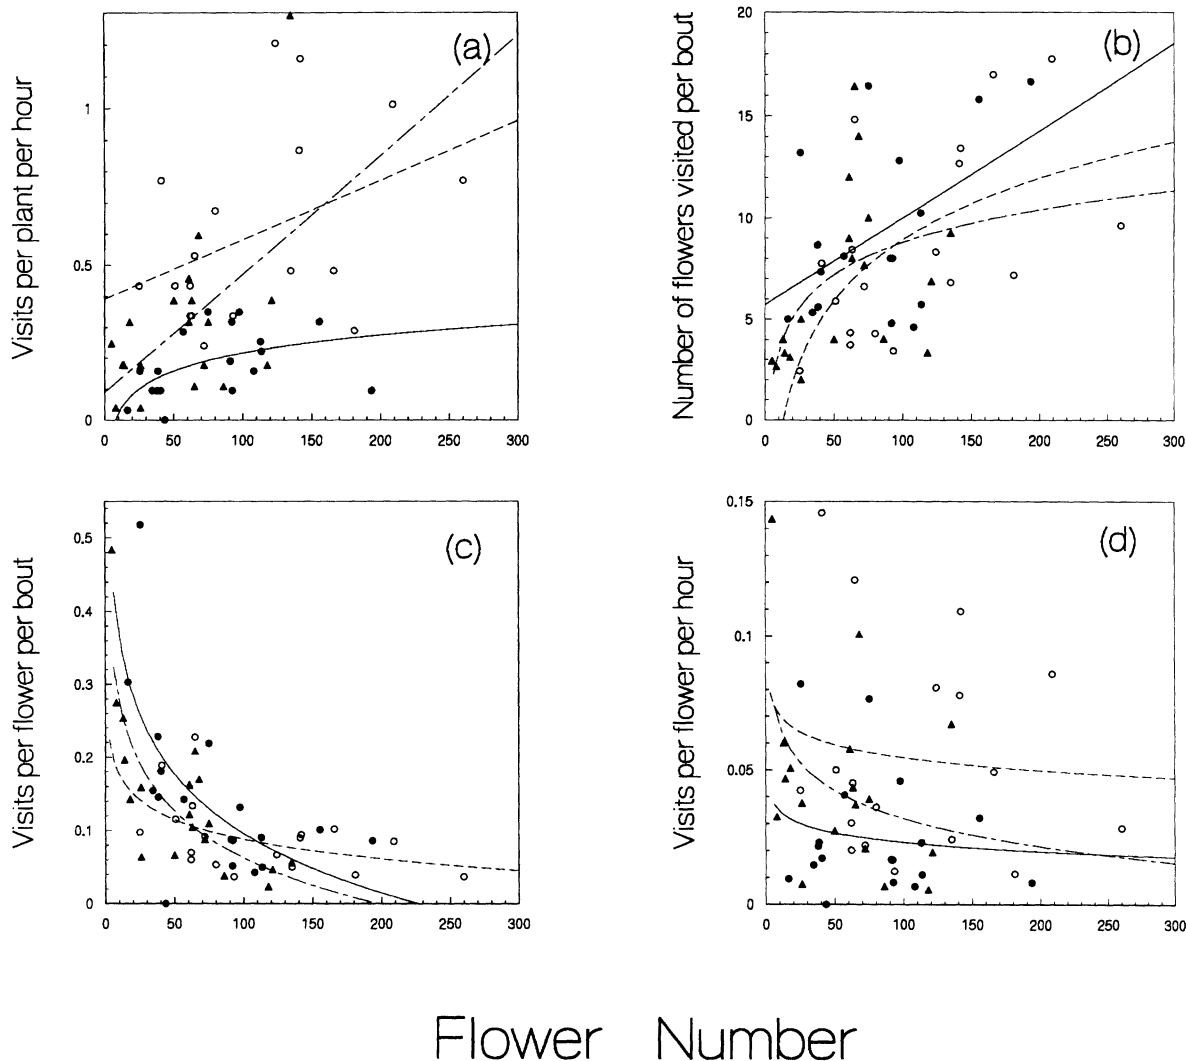 (a)
Visits per plant per hour
1
0.5
0
0 50 100 150 200 250 300
(b)
Number of flowers visited per bout
20
15
10
5
0
0 50 100 150 200 250 300
(c)
Visits per flower per bout
0.5
0.4
0.3
0.2
0.1
0
0 50 100 150 200 250 300
(d)
Visits per flower per hour
0.15
0.1
0.05
0
0 50 100 150 200 250 300
Flower Number